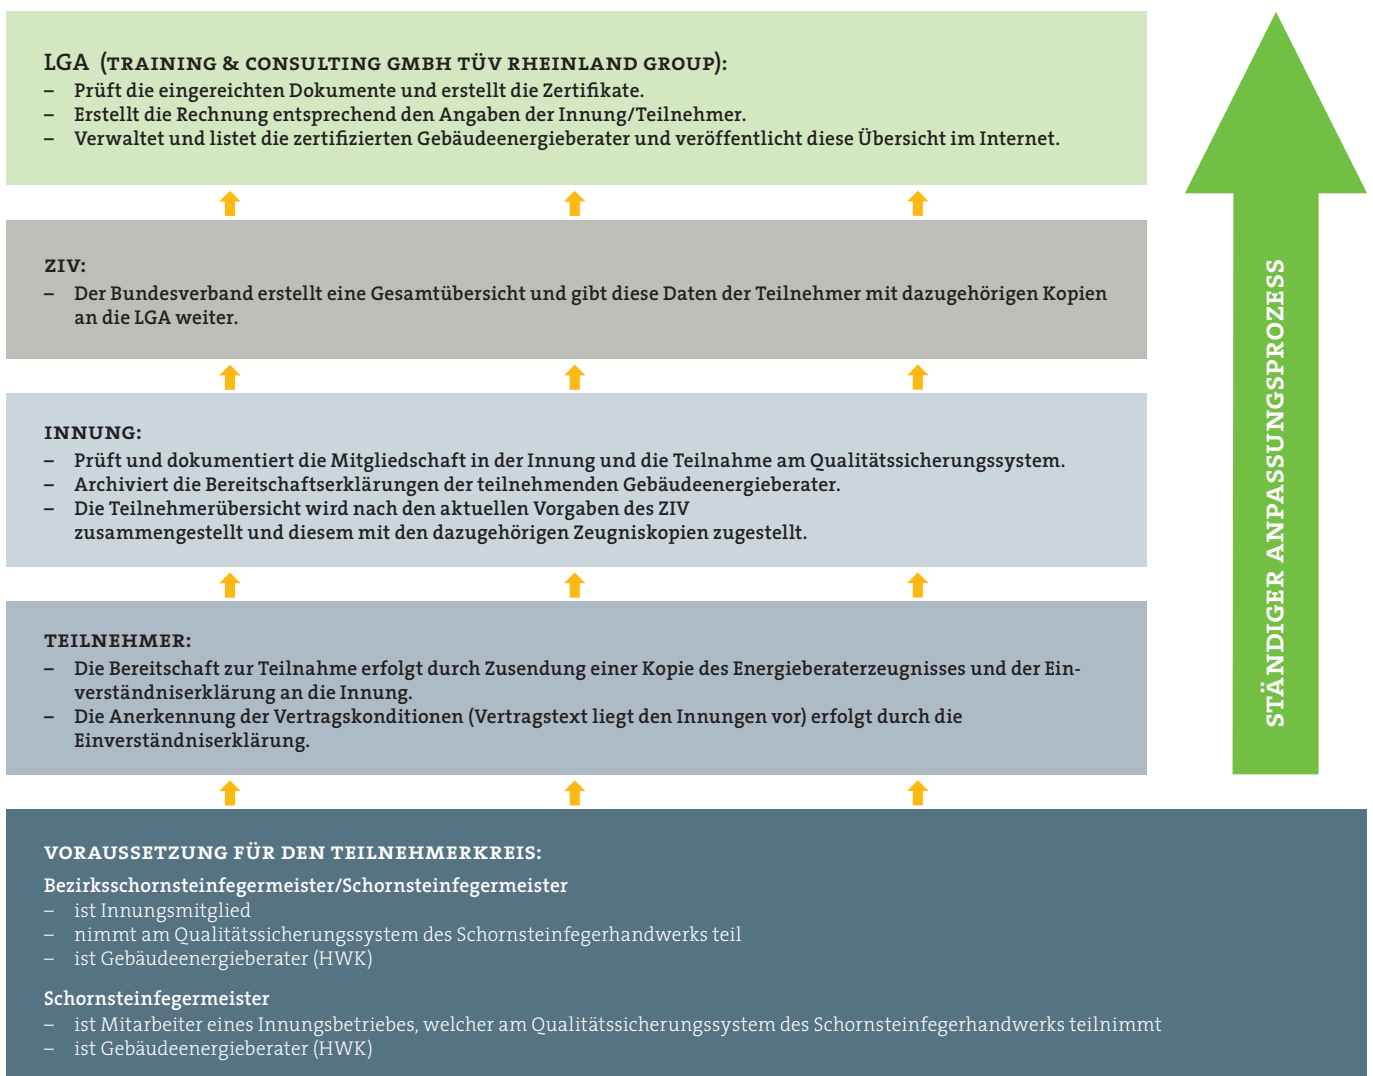 LGA (TRAINING & CONSULTING GMBH TÜV RHEINLAND GROUP):
– Prüft die eingereichten Dokumente und erstellt die Zertifikate.
– Erstellt die Rechnung entsprechend den Angaben der Innung/Teilnehmer.
– Verwaltet und listet die zertifizierten Gebäudeenergieberater und veröffentlicht diese Übersicht im Internet.
ZIV:
– Der Bundesverband erstellt eine Gesamtübersicht und gibt diese Daten der Teilnehmer mit dazugehörigen Kopien
an die LGA weiter.
INNUNG:
– Prüft und dokumentiert die Mitgliedschaft in der Innung und die Teilnahme am Qualitätssicherungssystem.
– Archiviert die Bereitschaftserklärungen der teilnehmenden Gebäudeenergieberater.
– Die Teilnehmerübersicht wird nach den aktuellen Vorgaben des ZIV
zusammengestellt und diesem mit den dazugehörigen Zeugniskopien zugestellt.
TEILNEHMER:
– Die Bereitschaft zur Teilnahme erfolgt durch Zusendung einer Kopie des Energieberaterzeugnisses und der Ein-
verständniserklärung an die Innung.
– Die Anerkennung der Vertragskonditionen (Vertragstext liegt den Innungen vor) erfolgt durch die
Einverständniserklärung.
VORAUSSETZUNG FÜR DEN TEILNEHMERKREIS:
Bezirksschornsteinfegermeister/Schornsteinfegermeister
– ist Innungsmitglied
– nimmt am Qualitätssicherungssystem des Schornsteinfegerhandwerks teil
– ist Gebäudeenergieberater (HWK)
Schornsteinfegermeister
– ist Mitarbeiter eines Innungsbetriebes, welcher am Qualitätssicherungssystem des Schornsteinfegerhandwerks teilnimmt
– ist Gebäudeenergieberater (HWK)
STÄNDIGER ANPASSUNGSPROZESS